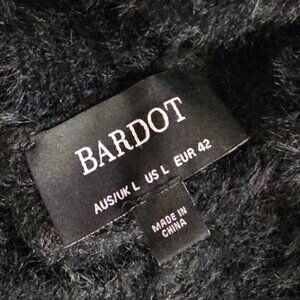 BARDOT
AUS/UK L US L EUR 42
MADE IN
CHINA